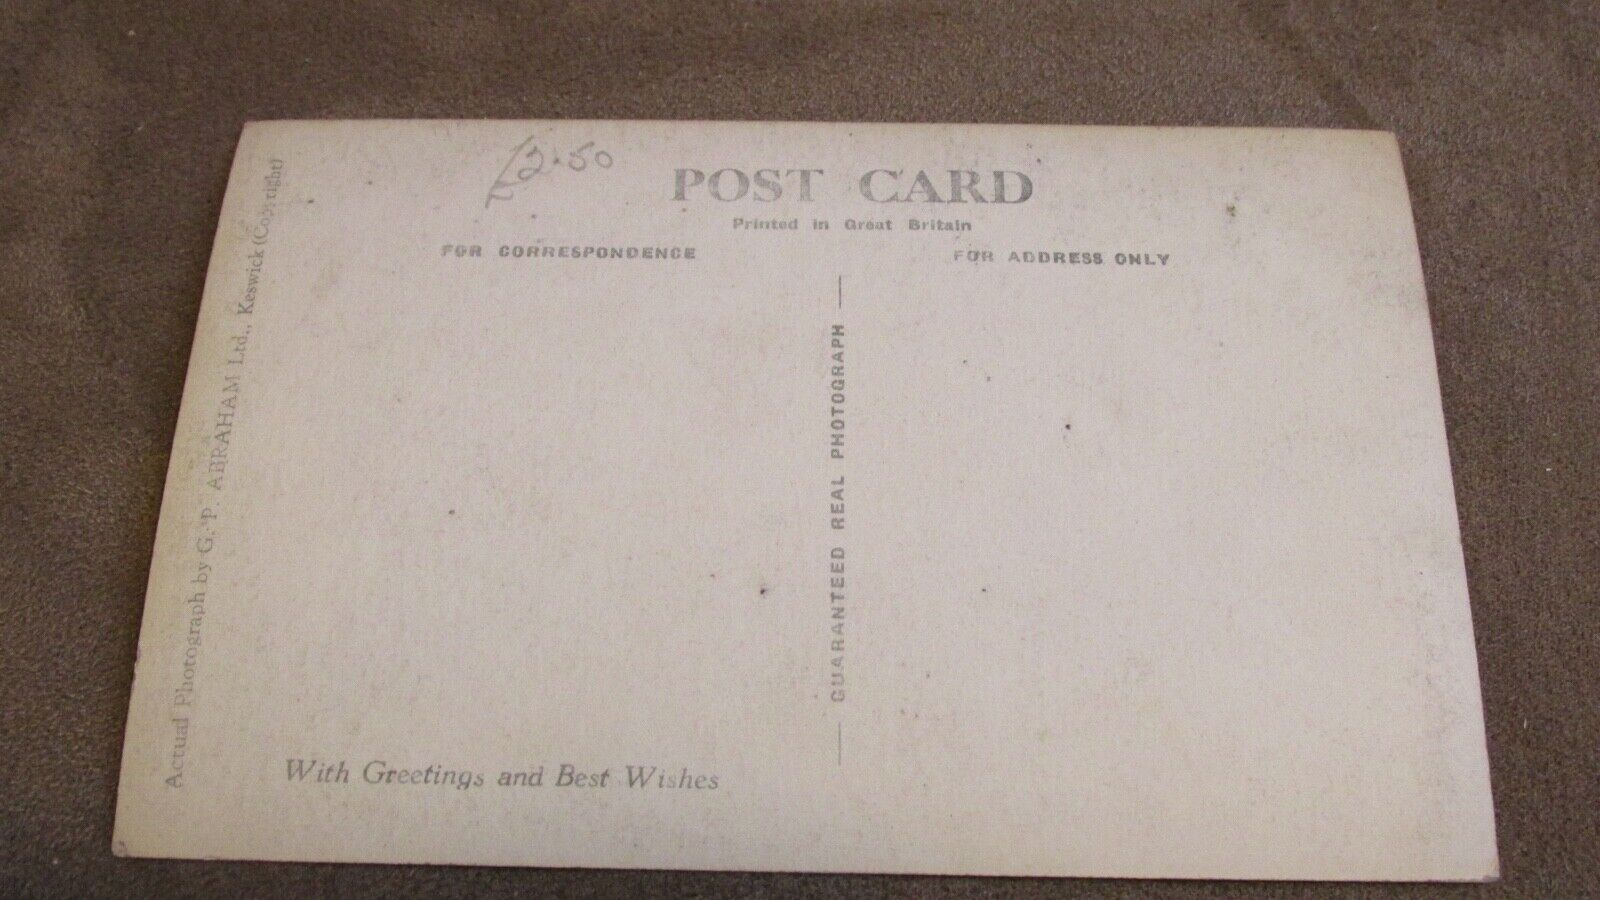 £2.50
POST CARD
Printed in Great Britain
FOR CORRESPONDENCE
FOR ADDRESS ONLY
— GUARANTEED REAL PHOTOGRAPH —
Actual Photograph by G. P. ABRAHAM Ltd., Keswick (Copyright)
With Greetings and Best Wishes